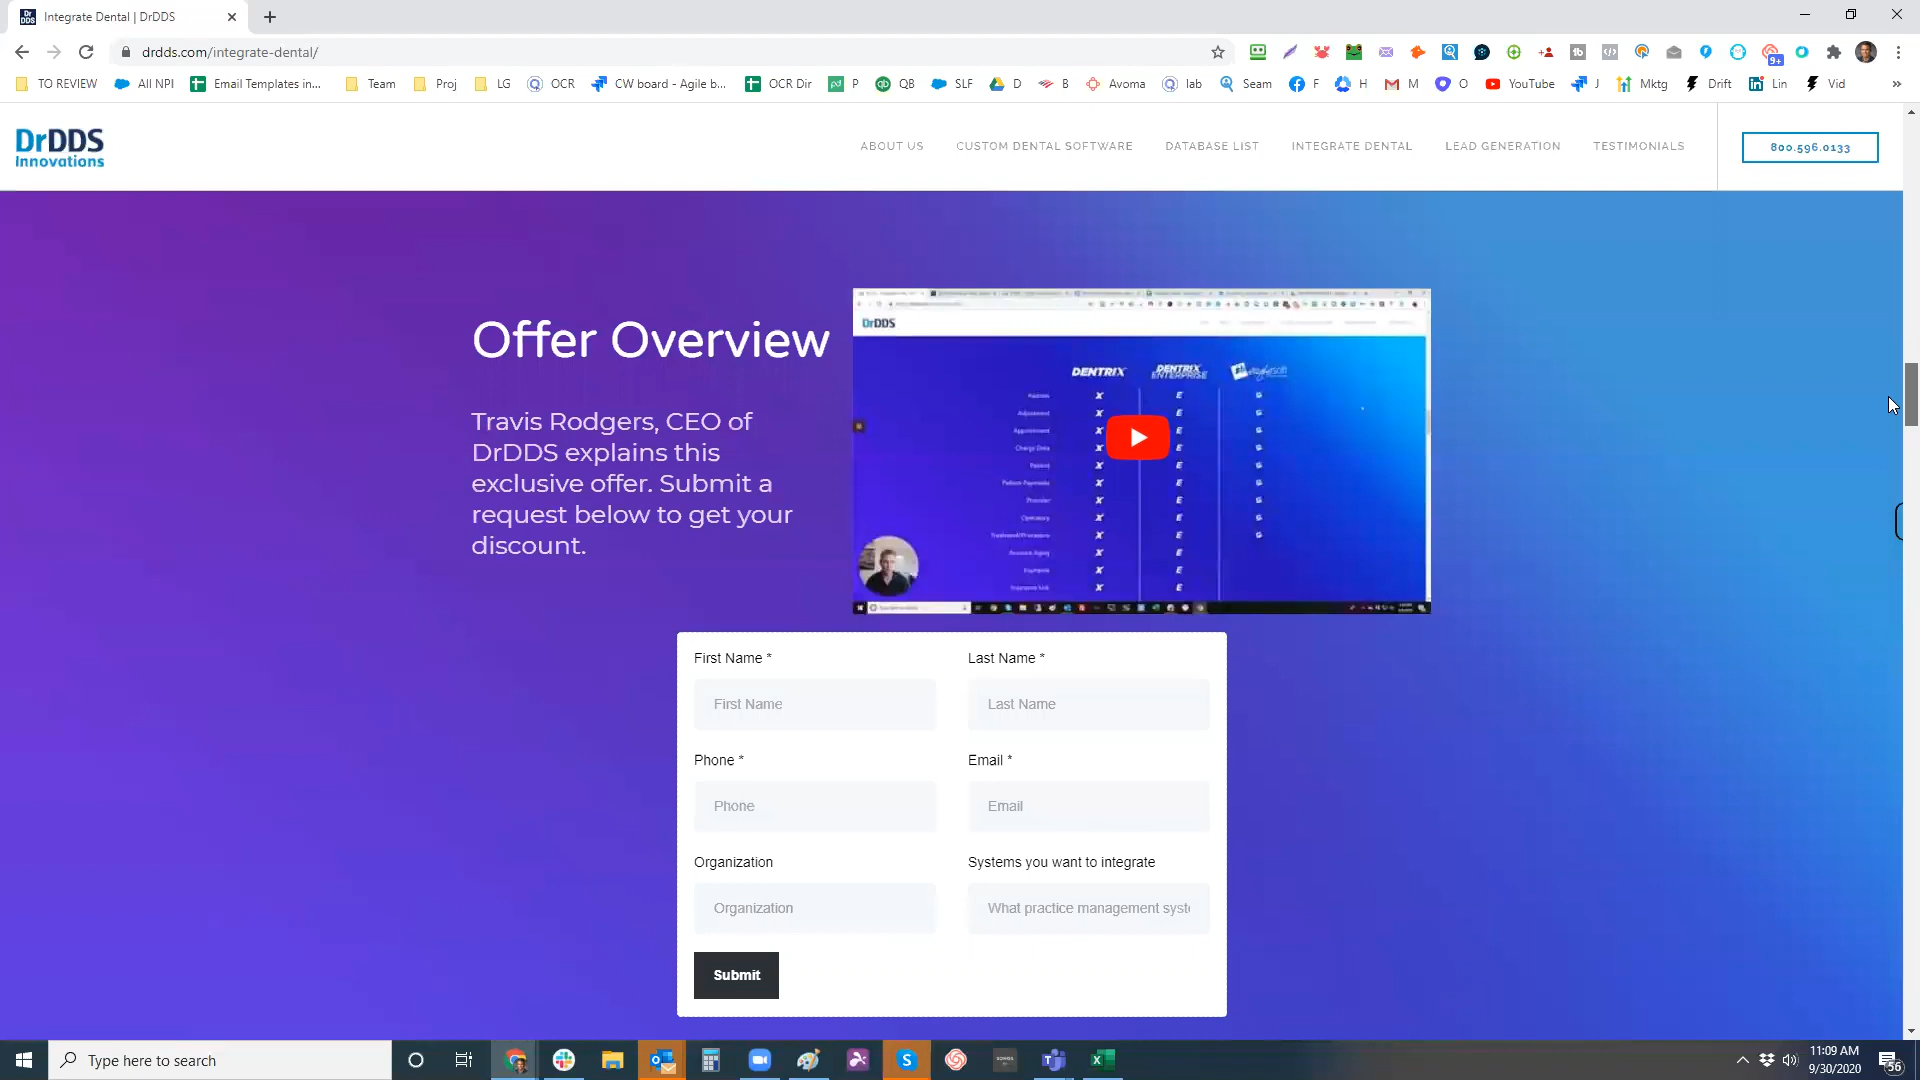 Integrate Dental | DrDDS
drdds.com/integrate-dental/
9+
TO REVIEW
All NPI
Email Templates in...
Team
Proj
LG
OCR
CW board - Agile b...
OCR Dir
P
QB
SLF
D
B
Avoma
lab
Seam
F
H
M
O
YouTube
J
Mktg
Drift
Lin
Vid
»
DrDDS
Innovations
ABOUT US
CUSTOM DENTAL SOFTWARE
DATABASE LIST
INTEGRATE DENTAL
LEAD GENERATION
TESTIMONIALS
800.596.0133
Offer Overview
Travis Rodgers, CEO of
DrDDS explains this
exclusive offer. Submit a
request below to get your
discount.
DrDDS
DENTRIX
DENTRIX
ENTERPRISE
First Name *
Last Name *
First Name
Last Name
Phone *
Email *
Phone
Email
Organization
Systems you want to integrate
Organization
What practice management syst
Submit
Type here to search
11:09 AM
9/30/2020
56